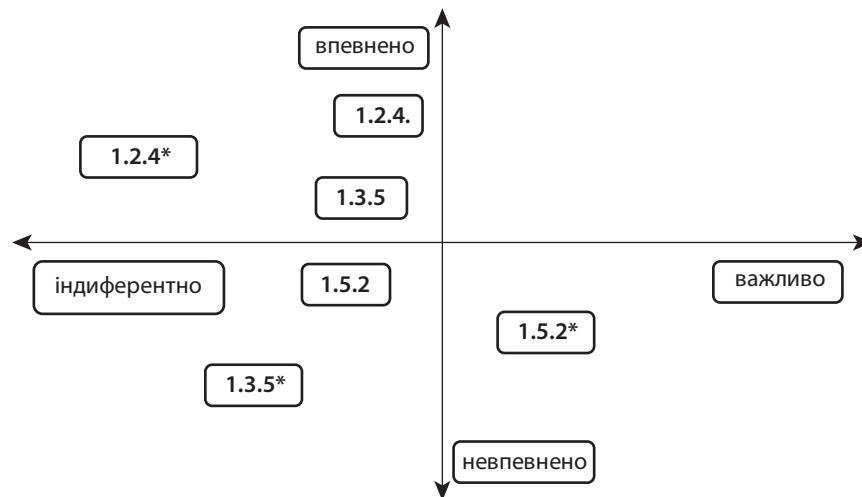 впевнено
1.2.4.
1.2.4*
1.3.5
індиферентно
1.5.2
важливо
1.5.2*
1.3.5*
невпевнено